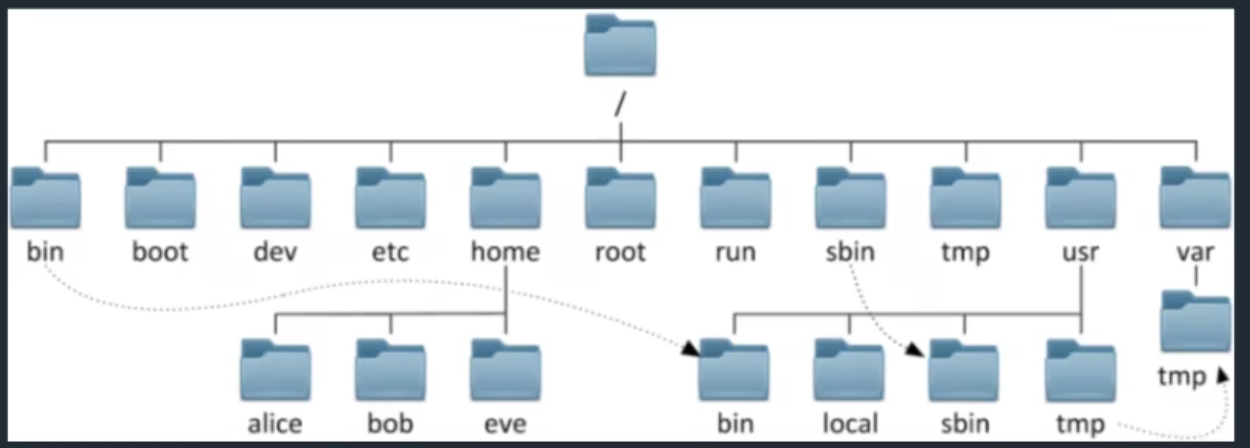 /
bin boot dev etc home root run sbin tmp usr var
tmp
alice bob eve bin local sbin tmp